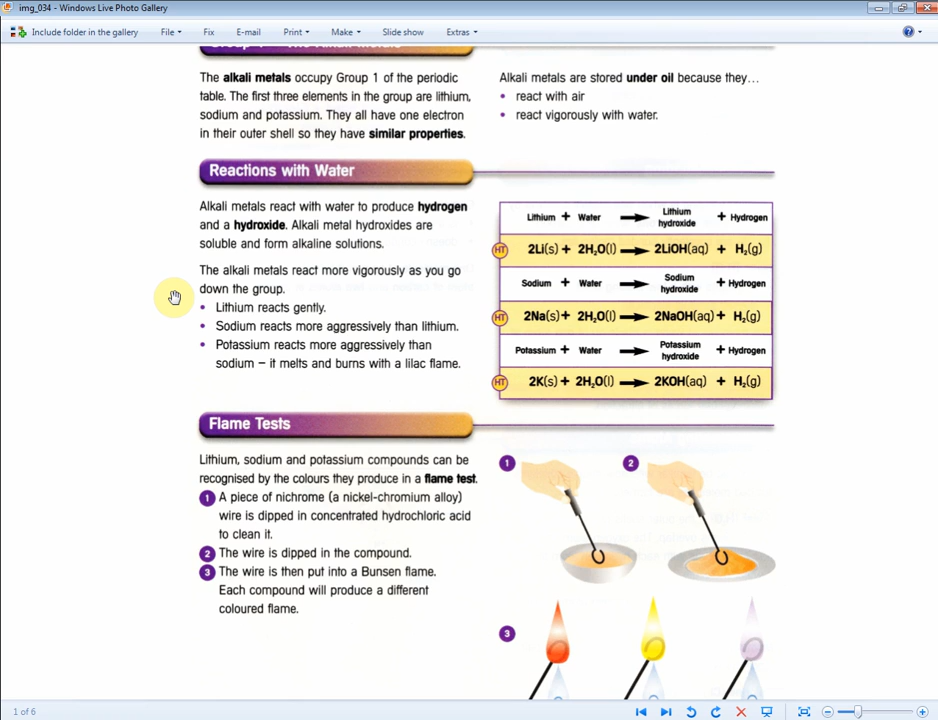 img_034 - Windows Live Photo Gallery
Include folder in the gallery File Fix E-mail Print Make Slide show Extras
The alkali metals occupy Group 1 of the periodic
table. The first three elements in the group are lithium,
sodium and potassium. They all have one electron
in their outer shell so they have similar properties.
Alkali metals are stored under oil because they...
• react with air
• react vigorously with water.
Reactions with Water
Alkali metals react with water to produce hydrogen
and a hydroxide. Alkali metal hydroxides are
soluble and form alkaline solutions.
The alkali metals react more vigorously as you go
down the group.
• Lithium reacts gently.
• Sodium reacts more aggressively than lithium.
• Potassium reacts more aggressively than
sodium – it melts and burns with a lilac flame.
Lithium + Water → Lithium hydroxide + Hydrogen
HT 2Li(s) + 2H₂O(l) → 2LiOH(aq) + H₂(g)
Sodium + Water → Sodium hydroxide + Hydrogen
HT 2Na(s) + 2H₂O(l) → 2NaOH(aq) + H₂(g)
Potassium + Water → Potassium hydroxide + Hydrogen
HT 2K(s) + 2H₂O(l) → 2KOH(aq) + H₂(g)
Flame Tests
Lithium, sodium and potassium compounds can be
recognised by the colours they produce in a flame test.
1 A piece of nichrome (a nickel-chromium alloy)
wire is dipped in concentrated hydrochloric acid
to clean it.
2 The wire is dipped in the compound.
3 The wire is then put into a Bunsen flame.
Each compound will produce a different
coloured flame.
1 2
3
1 of 6